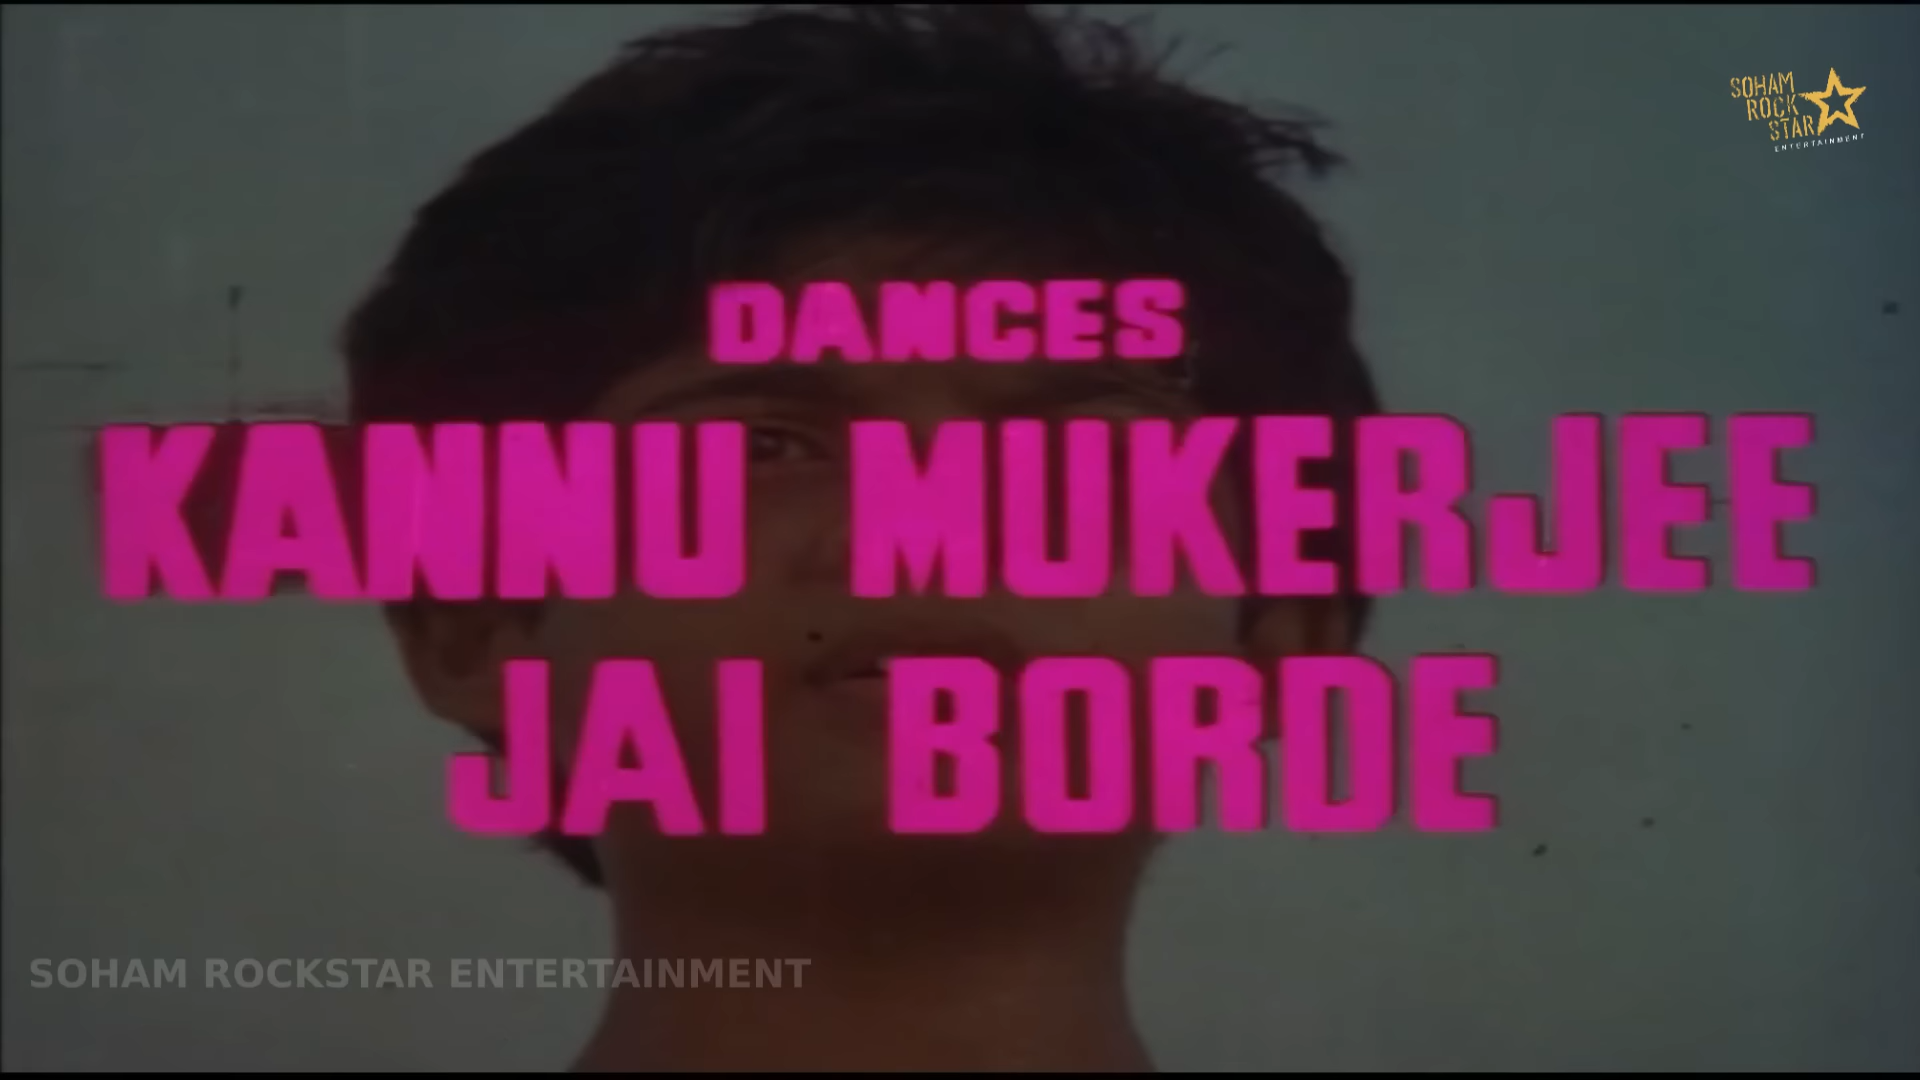 SOHAM
ROCK
STAR
ENTERTAINMENT
DANCES
KANNU MUKERJEE
JAI BORDE
SOHAM ROCKSTAR ENTERTAINMENT